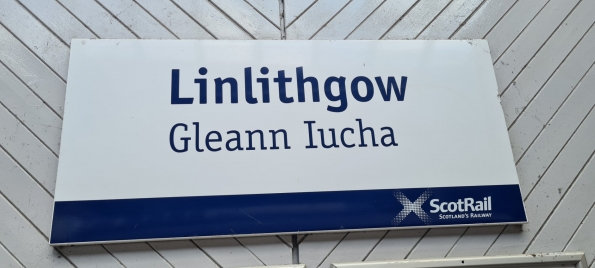 Linlithgow
Gleann Iucha
ScotRail
SCOTLAND'S RAILWAY